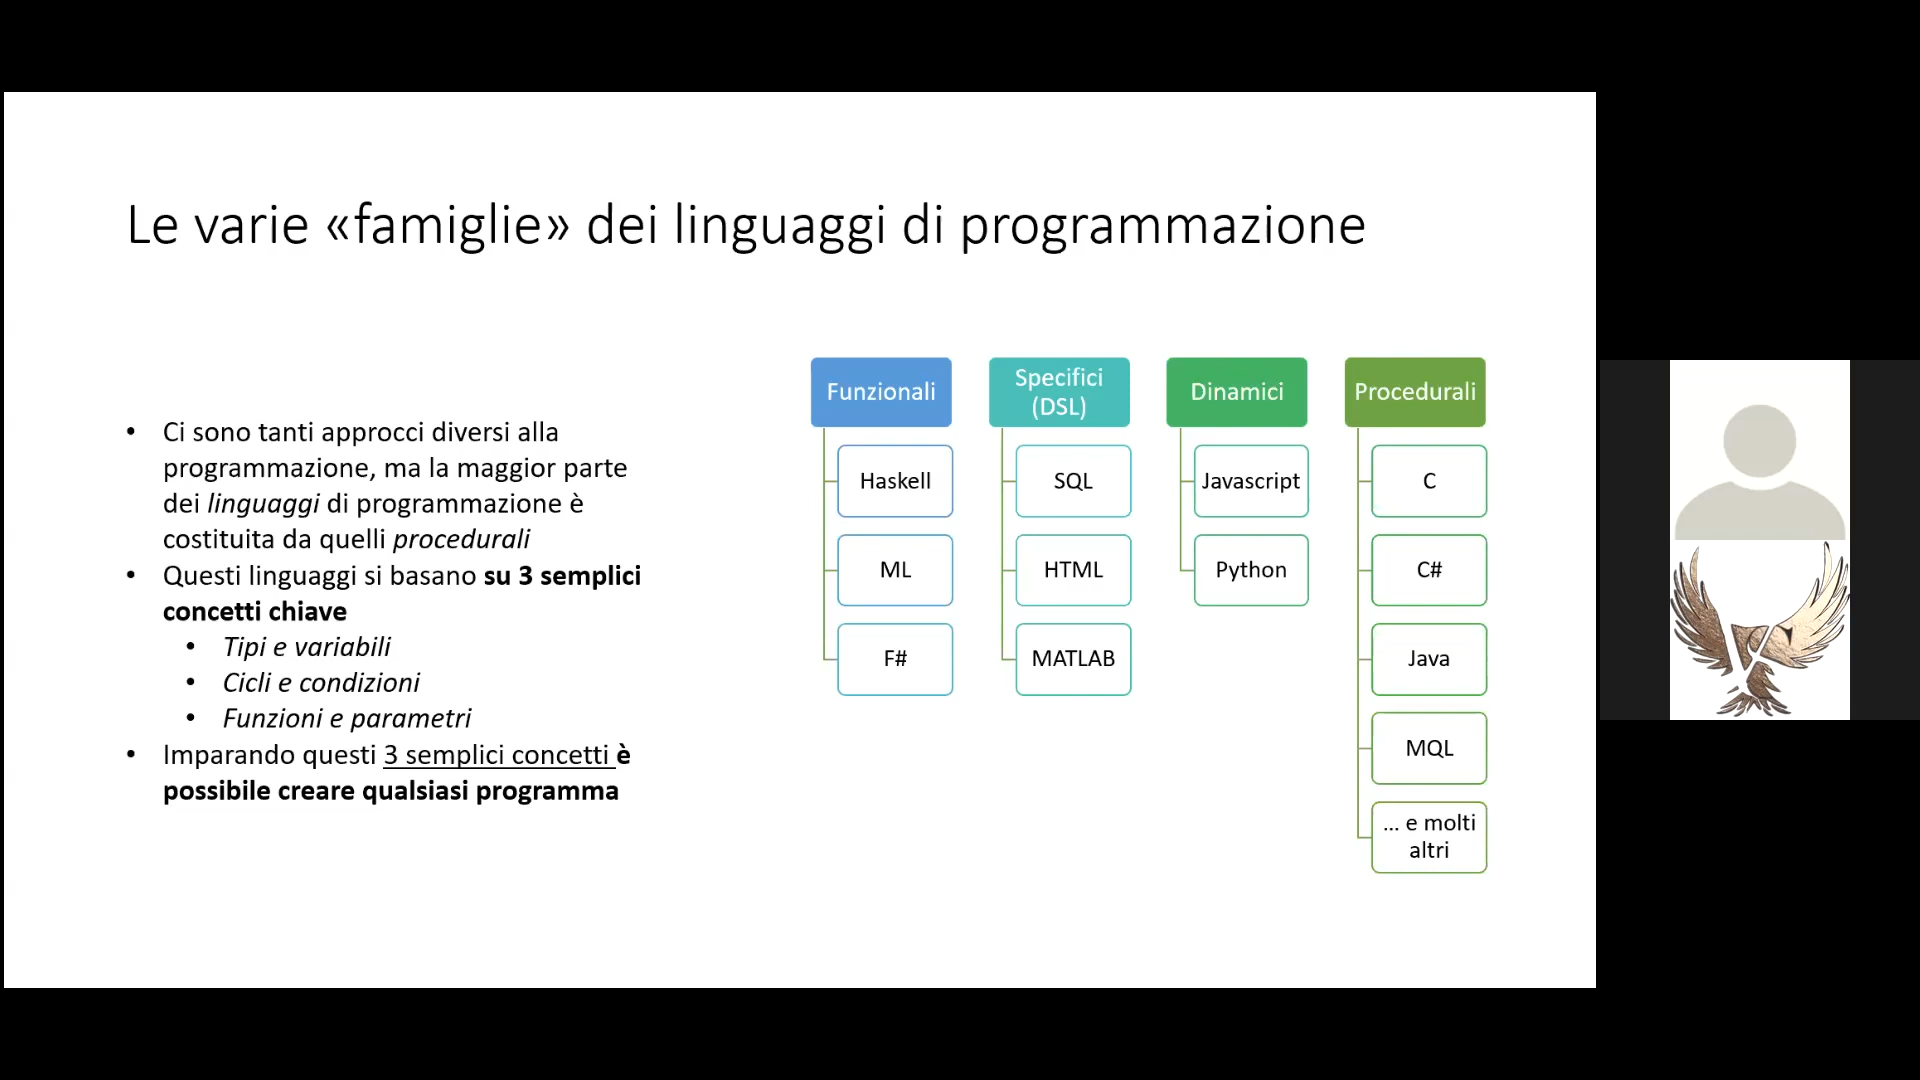 Le varie «famiglie» dei linguaggi di programmazione
• Ci sono tanti approcci diversi alla
programmazione, ma la maggior parte
dei linguaggi di programmazione è
costituita da quelli procedurali
• Questi linguaggi si basano su 3 semplici
concetti chiave
• Tipi e variabili
• Cicli e condizioni
• Funzioni e parametri
• Imparando questi 3 semplici concetti è
possibile creare qualsiasi programma
Funzionali
Haskell
ML
F#
Specifici
(DSL)
SQL
HTML
MATLAB
Dinamici
Javascript
Python
Procedurali
C
C#
Java
MQL
... e molti
altri